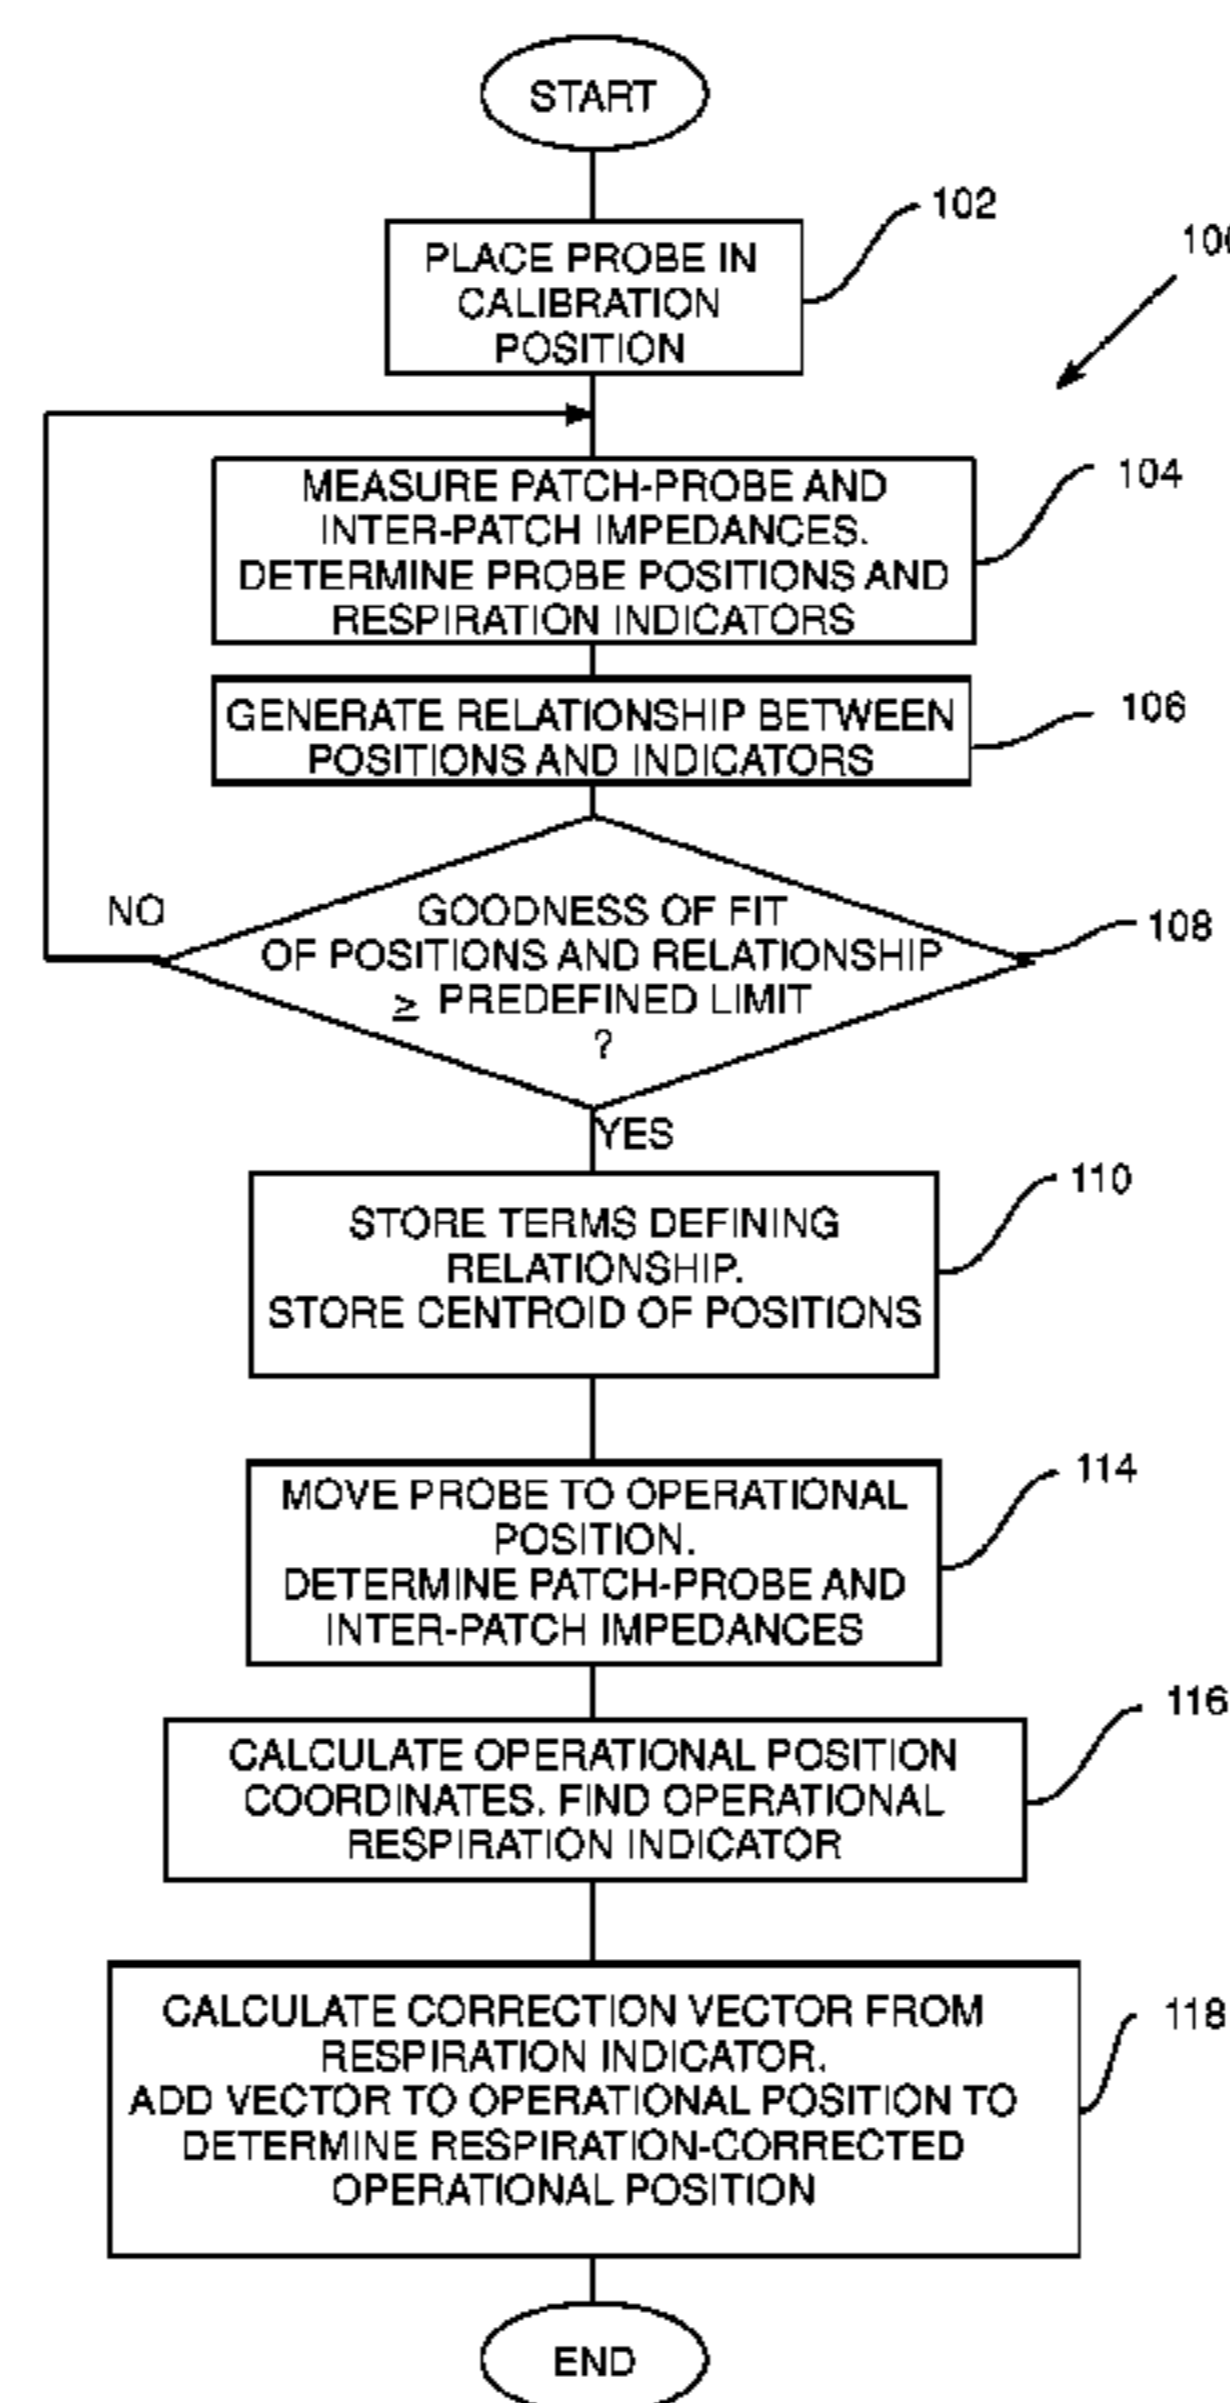 START
102
PLACE PROBE IN
CALIBRATION
POSITION
104
MEASURE PATCH-PROBE AND
INTER-PATCH IMPEDANCES.
DETERMINE PROBE POSITIONS AND
RESPIRATION INDICATORS
106
GENERATE RELATIONSHIP BETWEEN
POSITIONS AND INDICATORS
NO
GOODNESS OF FIT
OF POSITIONS AND RELATIONSHIP
≥ PREDEFINED LIMIT
?
108
YES
110
STORE TERMS DEFINING
RELATIONSHIP.
STORE CENTROID OF POSITIONS
114
MOVE PROBE TO OPERATIONAL
POSITION.
DETERMINE PATCH-PROBE AND
INTER-PATCH IMPEDANCES
116
CALCULATE OPERATIONAL POSITION
COORDINATES. FIND OPERATIONAL
RESPIRATION INDICATOR
118
CALCULATE CORRECTION VECTOR FROM
RESPIRATION INDICATOR.
ADD VECTOR TO OPERATIONAL POSITION TO
DETERMINE RESPIRATION-CORRECTED
OPERATIONAL POSITION
END